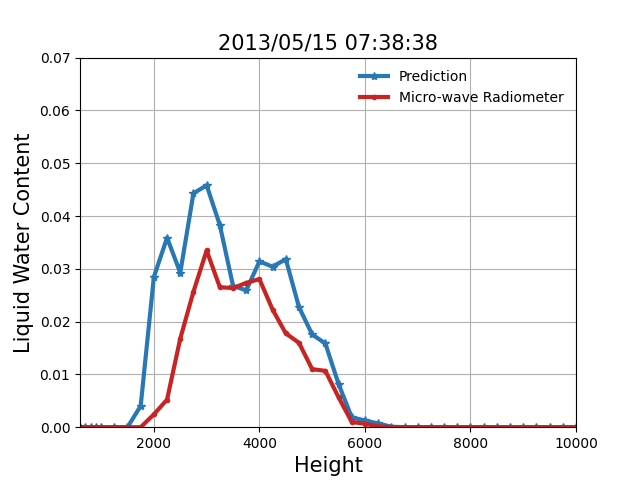 2013/05/15 07:38:38
0.07
0.06
0.05
0.04
0.03
0.02
0.01
0.00
Liquid Water Content
Prediction
Micro-wave Radiometer
2000 4000 6000 8000 10000
Height